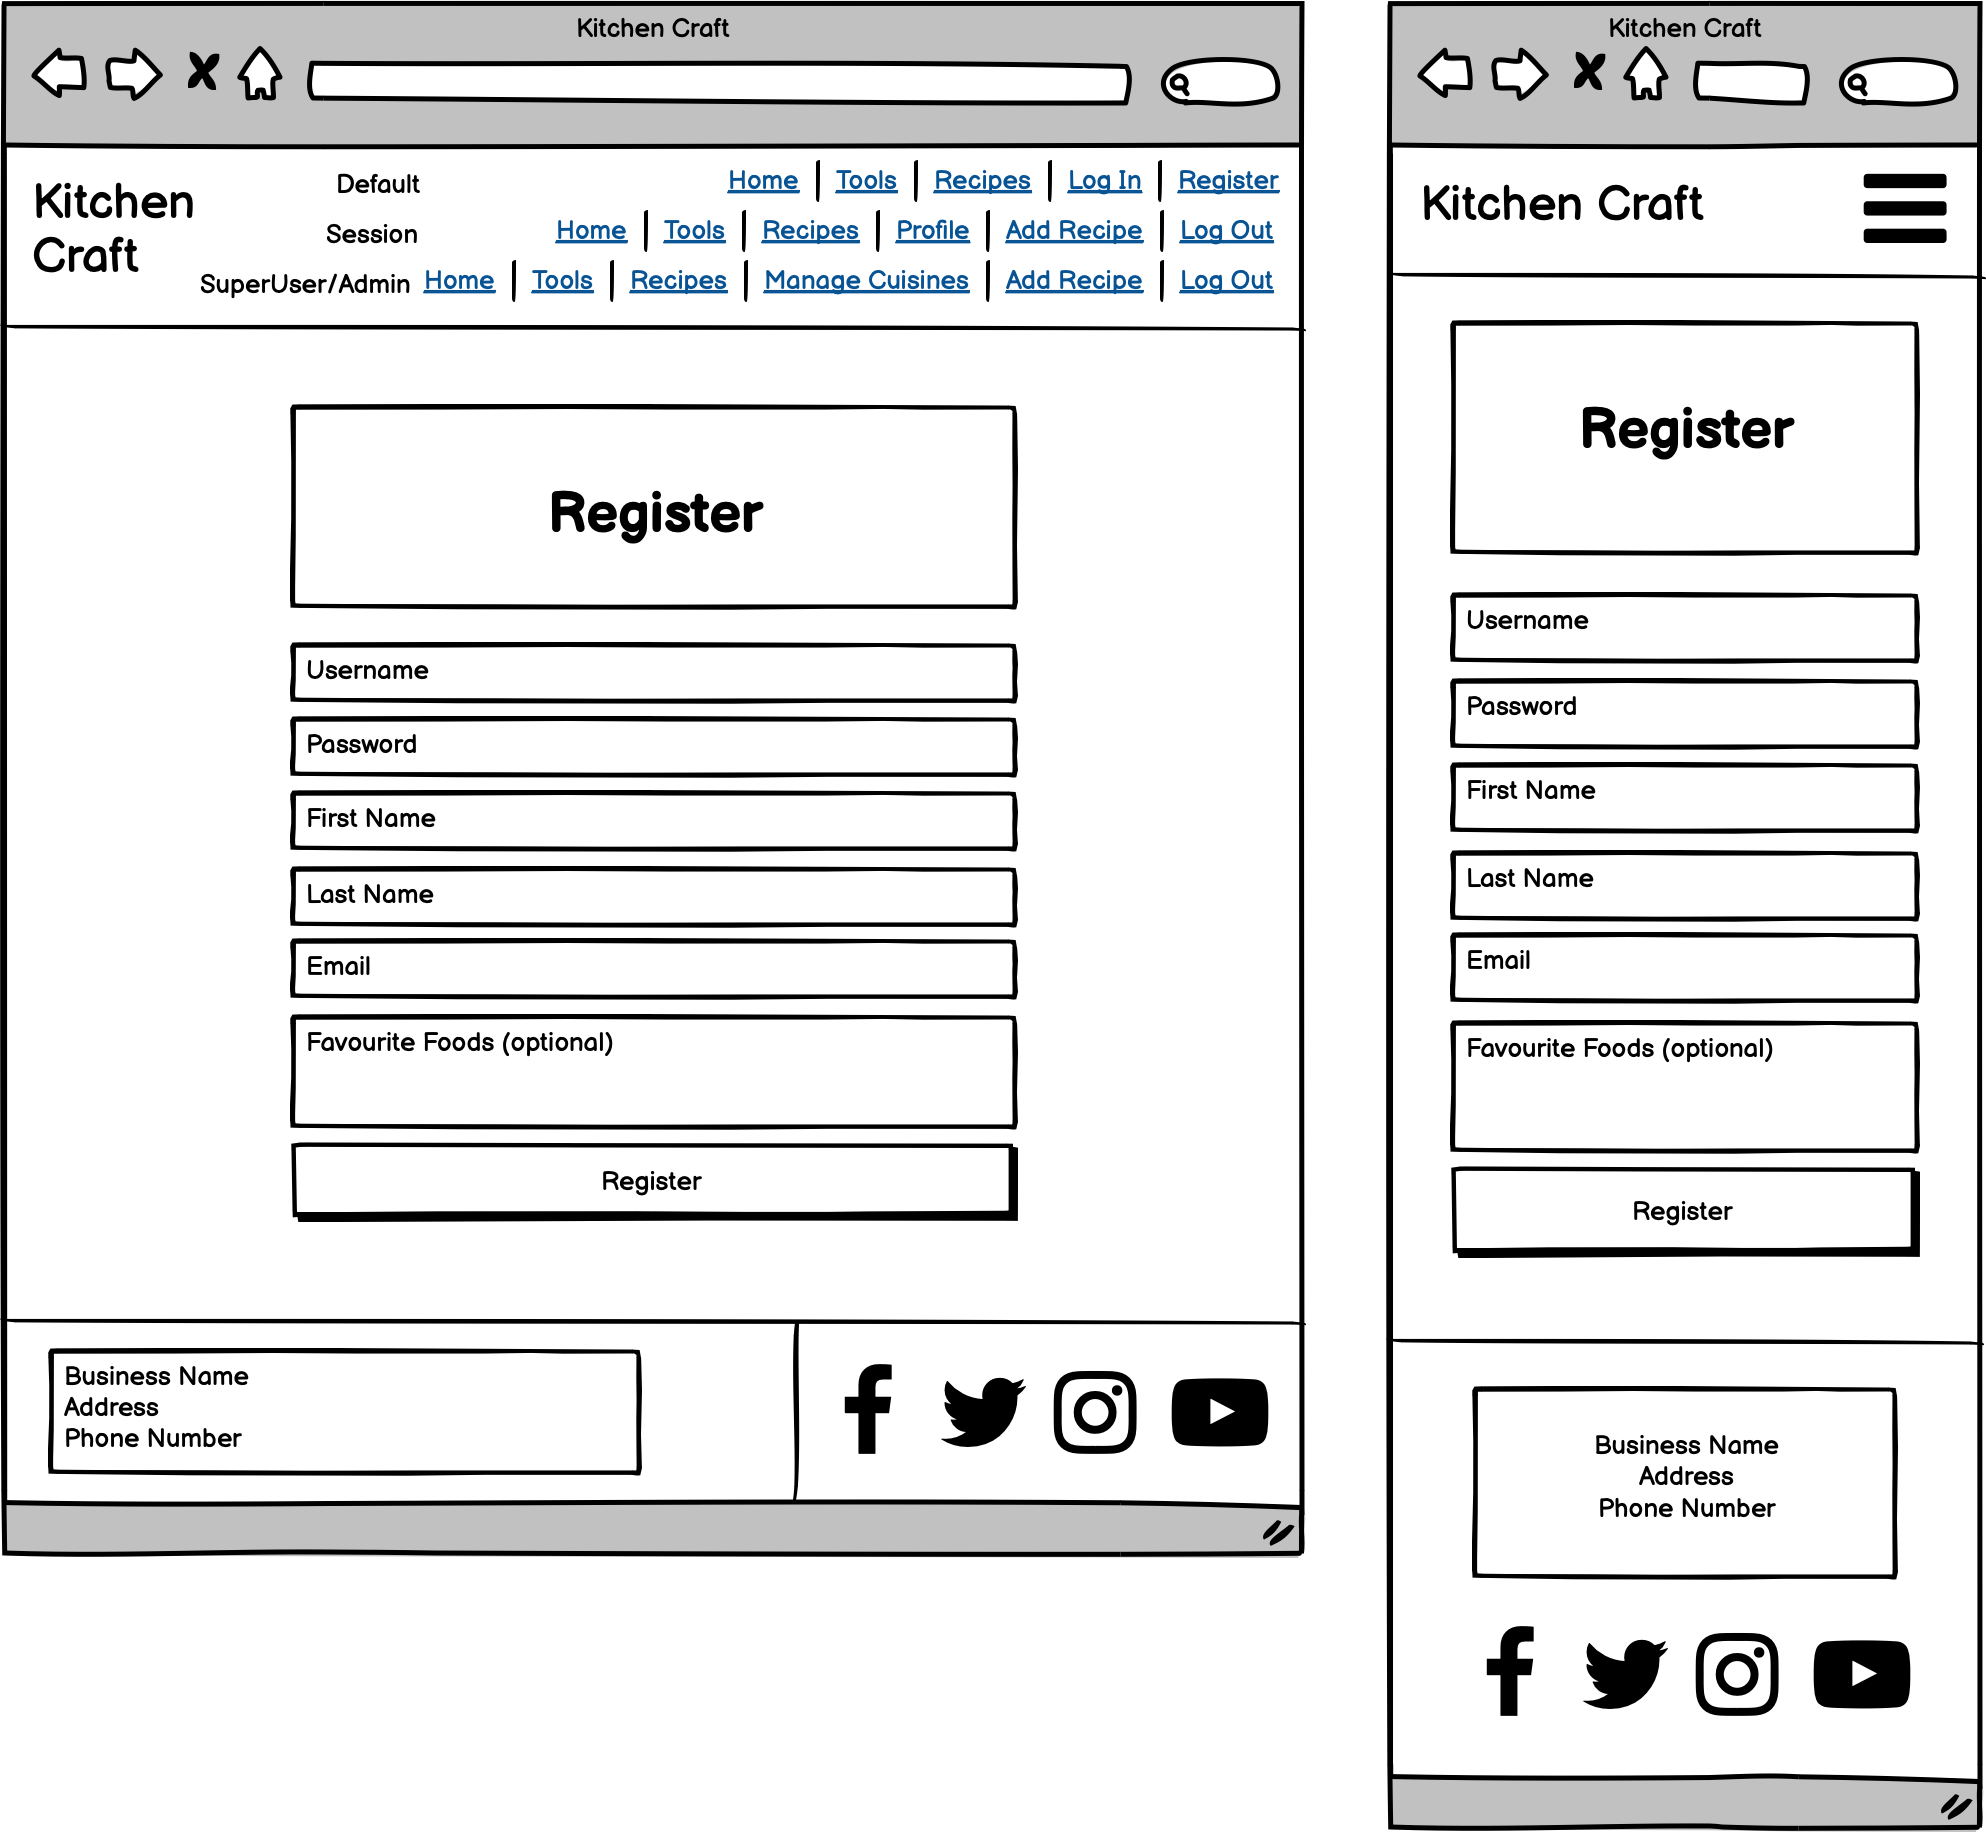 Kitchen Craft
Kitchen
Craft
Default
Home | Tools | Recipes | Log In | Register
Session
Home | Tools | Recipes | Profile | Add Recipe | Log Out
SuperUser/Admin
Home | Tools | Recipes | Manage Cuisines | Add Recipe | Log Out
Register
Username
Password
First Name
Last Name
Email
Favourite Foods (optional)
Register
Business Name
Address
Phone Number
Kitchen Craft
Kitchen Craft
Register
Username
Password
First Name
Last Name
Email
Favourite Foods (optional)
Register
Business Name
Address
Phone Number